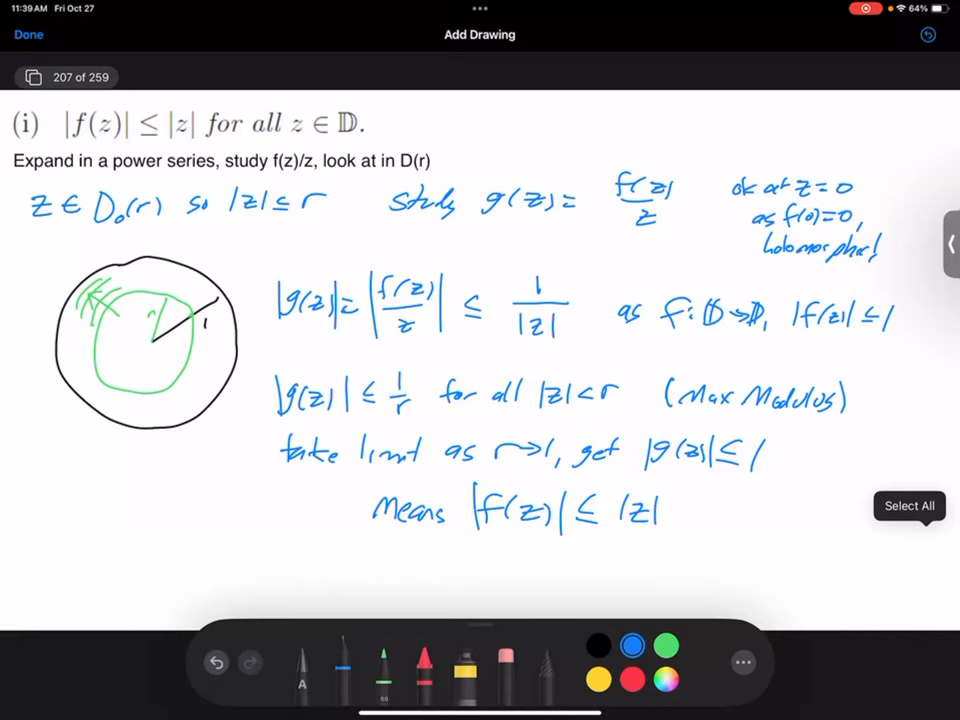 11:39AM Fri Oct 27
64%
Done
Add Drawing
207 of 259
(i) |f(z)| ≤ |z| for all z ∈ 𝔻.
Expand in a power series, study f(z)/z, look at in D(r)
z ∈ D₀(r) so |z| ≤ r study g(z) = f(z)/z ok at z=0
as f(0)=0,
holomorphic!
r
1
|g(z)| = |f(z)/z| ≤ 1/|z| as f: 𝔻→𝔻, |f(z)| ≤ 1
|g(z)| ≤ 1/r for all |z| < r (Max Modulus)
take limit as r→1, get |g(z)| ≤ 1
Means |f(z)| ≤ |z|
Select All
A
50